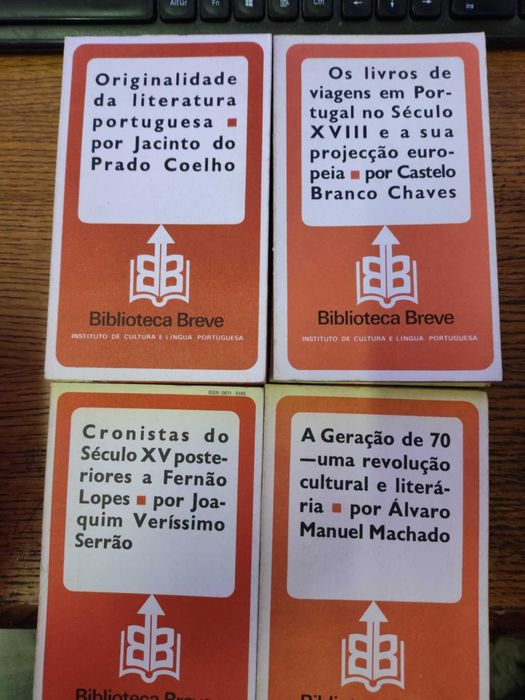 AltGr
Fn
Ctrl
ins
Originalidade
da literatura
portuguesa ■
por Jacinto do
Prado Coelho
Biblioteca Breve
INSTITUTO DE CULTURA E LÍNGUA PORTUGUESA
Os livros de
viagens em Por-
tugal no Século
XVIII e a sua
projecção euro-
peia ■ por Castelo
Branco Chaves
Biblioteca Breve
INSTITUTO DE CULTURA E LÍNGUA PORTUGUESA
Cronistas do
Século XV poste-
riores a Fernão
Lopes ■ por Joa-
quim Veríssimo
Serrão
Biblioteca Breve
A Geração de 70
—uma revolução
cultural e literá-
ria ■ por Álvaro
Manuel Machado